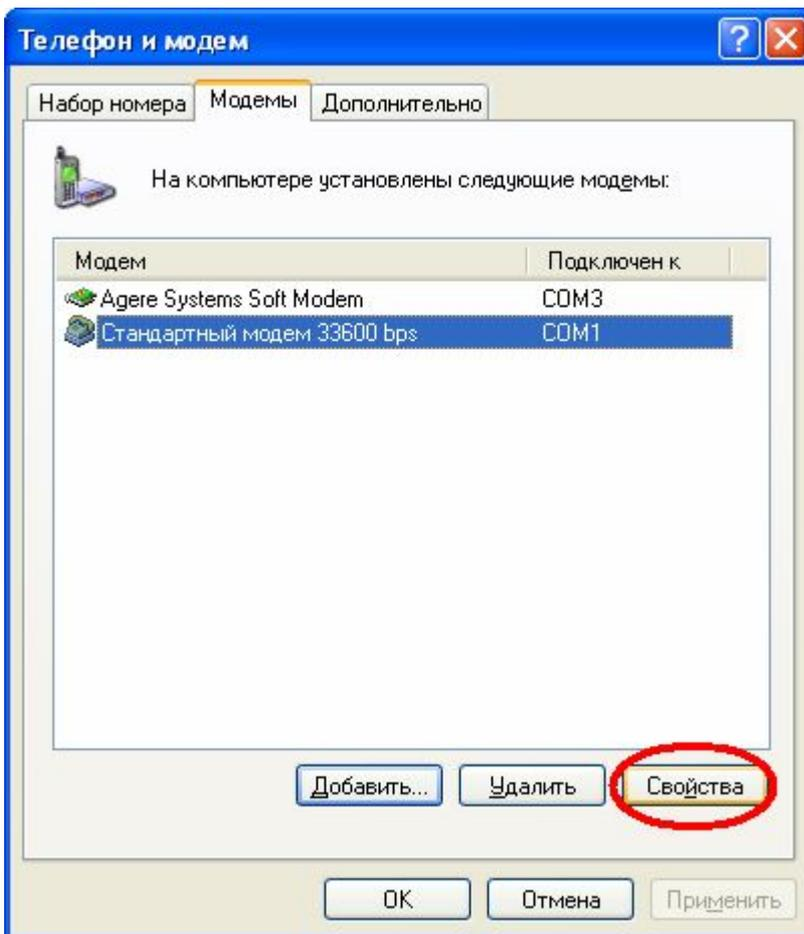 Телефон и модем
Набор номера Модемы Дополнительно
На компьютере установлены следующие модемы:
Модем Подключен к
Agere Systems Soft Modem COM3
Стандартный модем 33600 bps COM1
Добавить... Удалить Свойства
OK Отмена Применить